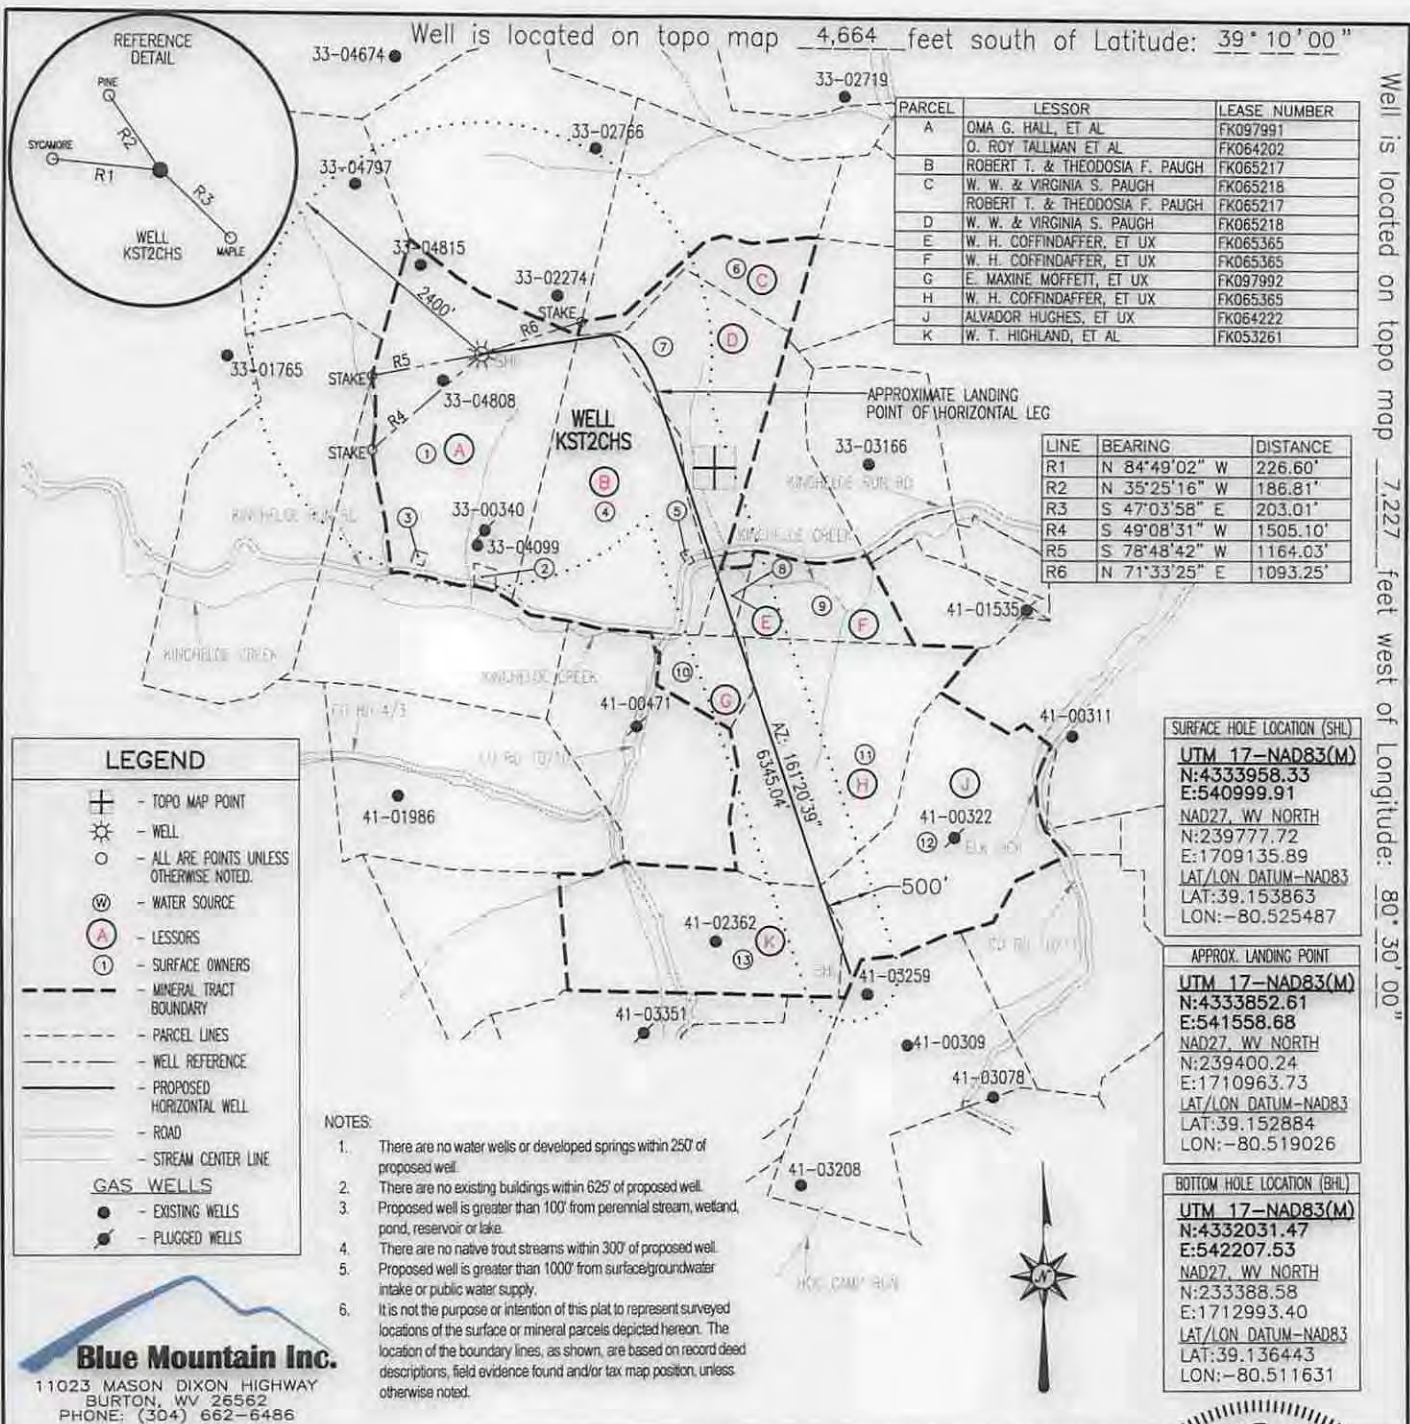 Well is located on topo map 4,664 feet south of Latitude: 39° 10' 00"
Well is located on topo map 7,227 feet west of Longitude: 80° 30' 00"
REFERENCE
DETAIL
PINE
SYCAMORE
R2
R1
R3
WELL
KST2CHS
MAPLE
33-04674
33-02719
33-02766
33-04797
33-04815
33-02274
STAKE
2400'
R6
SHL
R5
33-01765
STAKE
33-04808
R4
STAKE
WELL
KST2CHS
1 A
B
4
6 C
D
7
APPROXIMATE LANDING
POINT OF HORIZONTAL LEG
33-03166
KINCHELOE RUN RD
KINCHELOE RUN RD
33-00340
3
5
33-04099
2
KINCHELOE CREEK
8
9
E
F
41-01535
KINCHELOE CREEK
KINCHELOE CREEK
10
G
41-00471
CO RD 4/3
41-00311
AZ: 161°20'39"
6345.04'
11
H
J
41-00322
12
41-01986
500'
41-02362
K
13
41-03259
41-03351
41-00309
41-03078
41-03208
HOG CAMP RUN
N
PARCEL LESSOR LEASE NUMBER
A OMA G. HALL, ET AL FK097991
O. ROY TALLMAN ET AL FK064202
B ROBERT T. & THEODOSIA F. PAUGH FK065217
C W. W. & VIRGINIA S. PAUGH FK065218
ROBERT T. & THEODOSIA F. PAUGH FK065217
D W. W. & VIRGINIA S. PAUGH FK065218
E W. H. COFFINDAFFER, ET UX FK065365
F W. H. COFFINDAFFER, ET UX FK065365
G E. MAXINE MOFFETT, ET UX FK097992
H W. H. COFFINDAFFER, ET UX FK065365
J ALVADOR HUGHES, ET UX FK064222
K W. T. HIGHLAND, ET AL FK053261
LINE BEARING DISTANCE
R1 N 84°49'02" W 226.60'
R2 N 35°25'16" W 186.81'
R3 S 47°03'58" E 203.01'
R4 S 49°08'31" W 1505.10'
R5 S 78°48'42" W 1164.03'
R6 N 71°33'25" E 1093.25'
SURFACE HOLE LOCATION (SHL)
UTM 17-NAD83(M)
N:4333958.33
E:540999.91
NAD27, WV NORTH
N:239777.72
E:1709135.89
LAT/LON DATUM-NAD83
LAT:39.153863
LON:-80.525487
APPROX. LANDING POINT
UTM 17-NAD83(M)
N:4333852.61
E:541558.68
NAD27, WV NORTH
N:239400.24
E:1710963.73
LAT/LON DATUM-NAD83
LAT:39.152884
LON:-80.519026
BOTTOM HOLE LOCATION (BHL)
UTM 17-NAD83(M)
N:4332031.47
E:542207.53
NAD27, WV NORTH
N:233388.58
E:1712993.40
LAT/LON DATUM-NAD83
LAT:39.136443
LON:-80.511631
LEGEND
- TOPO MAP POINT
- WELL
- ALL ARE POINTS UNLESS
OTHERWISE NOTED.
W - WATER SOURCE
A - LESSORS
1 - SURFACE OWNERS
- MINERAL TRACT
BOUNDARY
- PARCEL LINES
- WELL REFERENCE
- PROPOSED
HORIZONTAL WELL
- ROAD
- STREAM CENTER LINE
GAS WELLS
- EXISTING WELLS
- PLUGGED WELLS
NOTES:
1. There are no water wells or developed springs within 250' of
proposed well.
2. There are no existing buildings within 625' of proposed well.
3. Proposed well is greater than 100' from perennial stream, wetland,
pond, reservoir or lake.
4. There are no native trout streams within 300' of proposed well.
5. Proposed well is greater than 1000' from surface/groundwater
intake or public water supply.
6. It is not the purpose or intention of this plat to represent surveyed
locations of the surface or mineral parcels depicted hereon. The
location of the boundary lines, as shown, are based on record deed
descriptions, field evidence found and/or tax map position, unless
otherwise noted.
Blue Mountain Inc.
11023 MASON DIXON HIGHWAY
BURTON, WV 26562
PHONE: (304) 662-6486